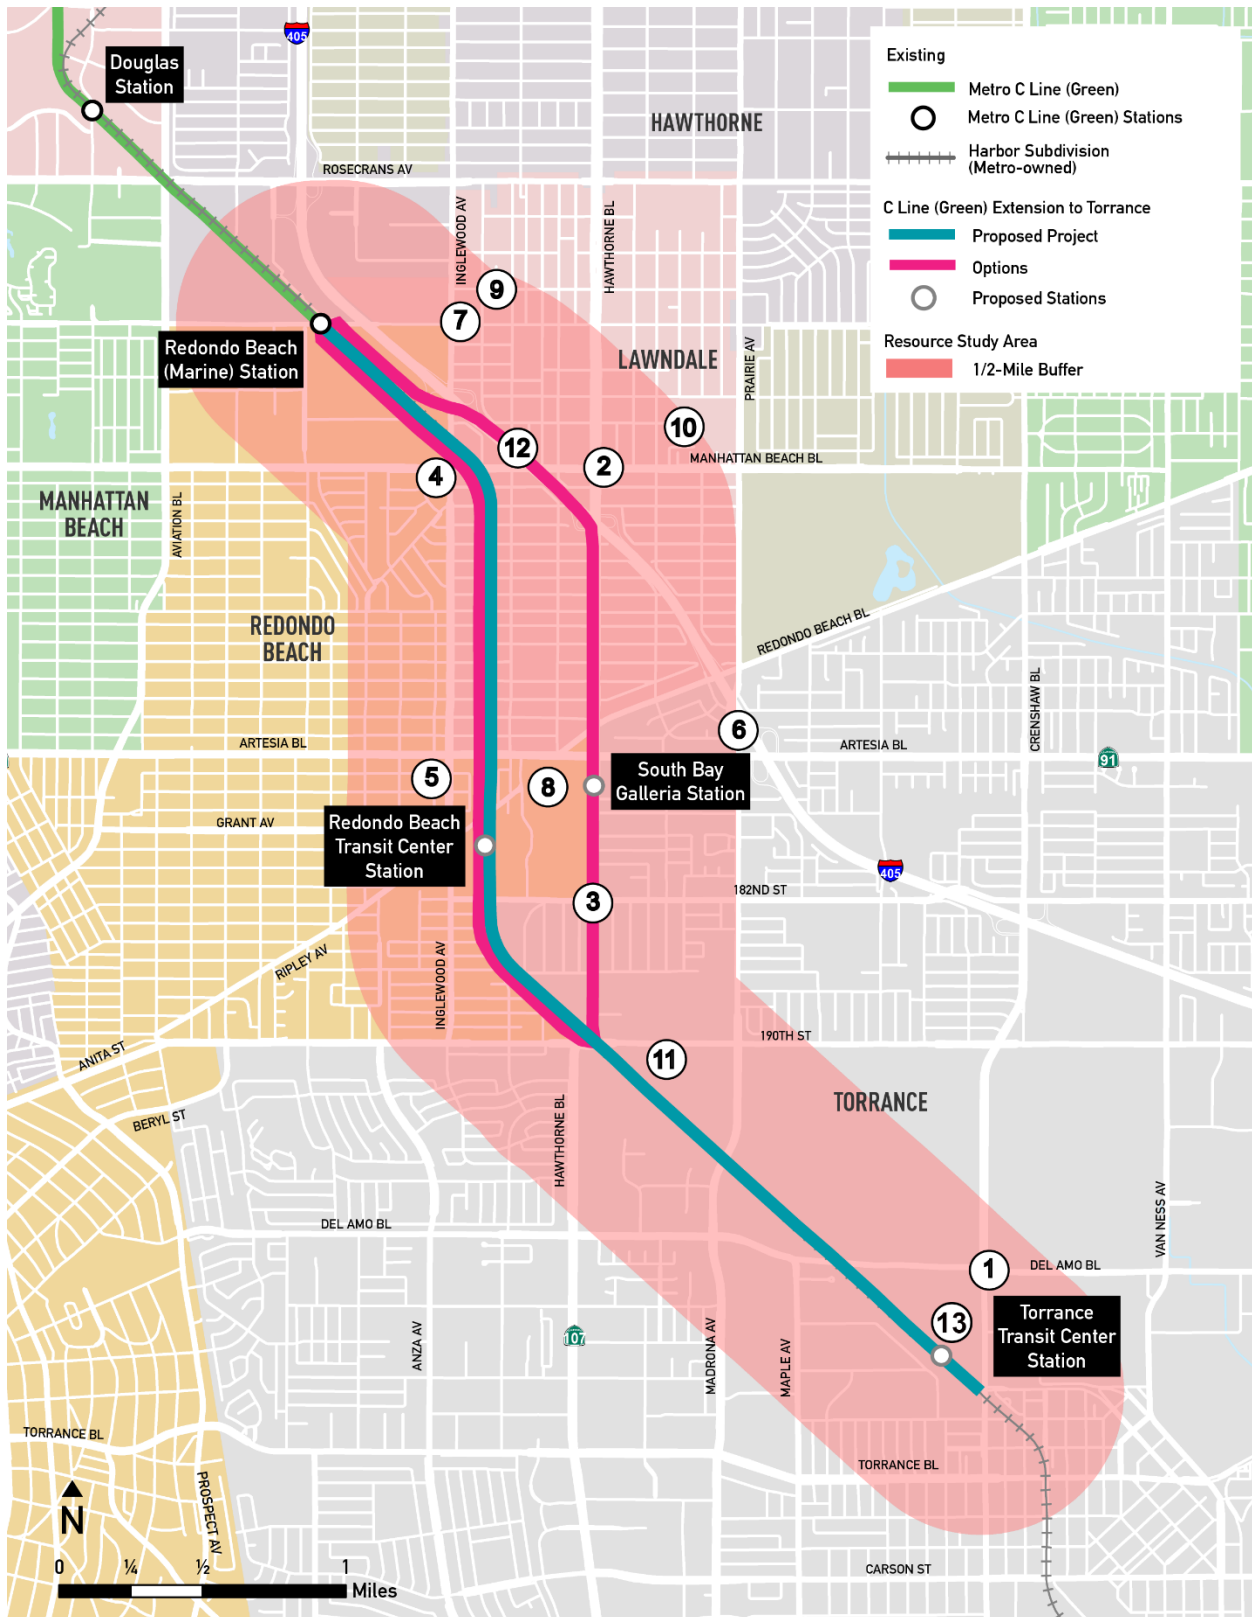 405
Douglas
Station
HAWTHORNE
ROSECRANS AV
Existing
Metro C Line (Green)
Metro C Line (Green) Stations
Harbor Subdivision
(Metro-owned)
C Line (Green) Extension to Torrance
Proposed Project
Options
Proposed Stations
Resource Study Area
1/2-Mile Buffer
INGLEWOOD AV
HAWTHORNE BL
9
7
Redondo Beach
(Marine) Station
LAWNDALE
PRAIRIE AV
10
12
2
MANHATTAN BEACH BL
4
MANHATTAN
BEACH
AVIATION BL
REDONDO
BEACH
REDONDO BEACH BL
CRENSHAW BL
6
ARTESIA BL
ARTESIA BL
91
5
8
South Bay
Galleria Station
GRANT AV
Redondo Beach
Transit Center
Station
405
182ND ST
3
RIPLEY AV
INGLEWOOD AV
190TH ST
ANITA ST
11
BERYL ST
HAWTHORNE BL
TORRANCE
VAN NESS AV
DEL AMO BL
1
DEL AMO BL
13
Torrance
Transit Center
Station
107
ANZA AV
MADRONA AV
MAPLE AV
TORRANCE BL
TORRANCE BL
PROSPECT AV
N
CARSON ST
0 ¼ ½ 1
Miles